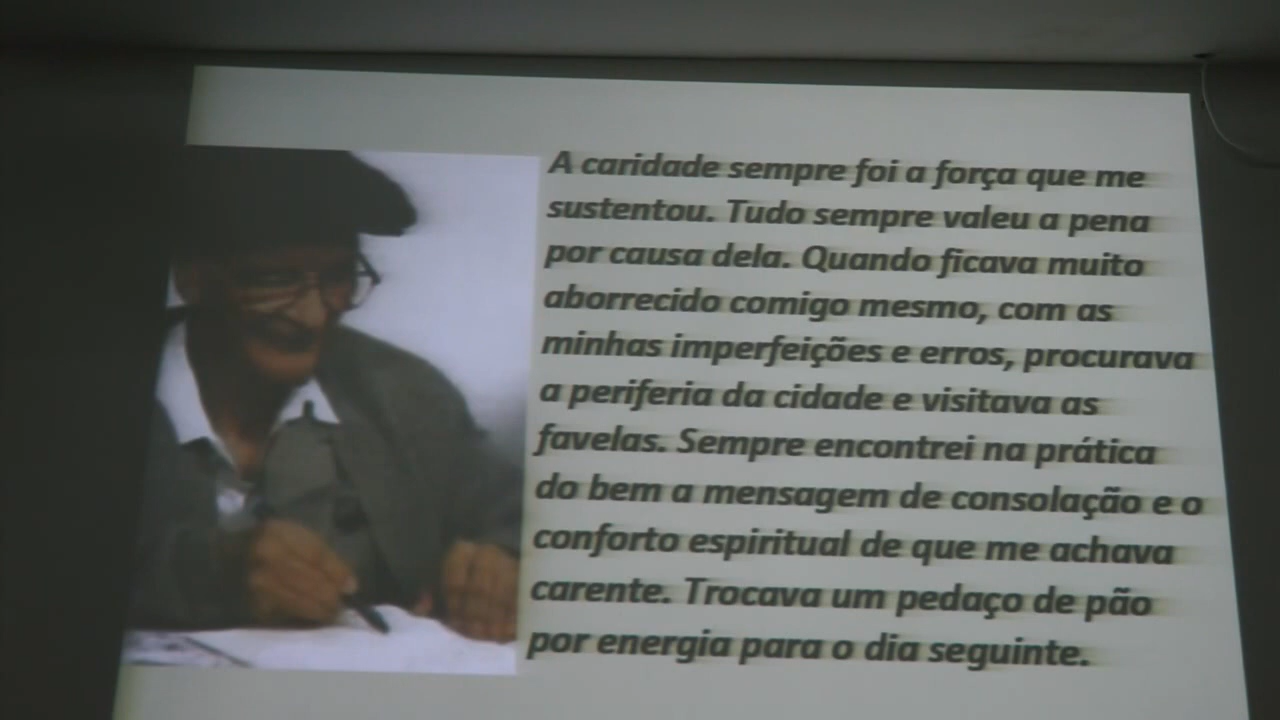 A caridade sempre foi a força que me
sustentou. Tudo sempre valeu a pena
por causa dela. Quando ficava muito
aborrecido comigo mesmo, com as
minhas imperfeições e erros, procurava
a periferia da cidade e visitava as
favelas. Sempre encontrei na prática
do bem a mensagem de consolação e o
conforto espiritual de que me achava
carente. Trocava um pedaço de pão
por energia para o dia seguinte.